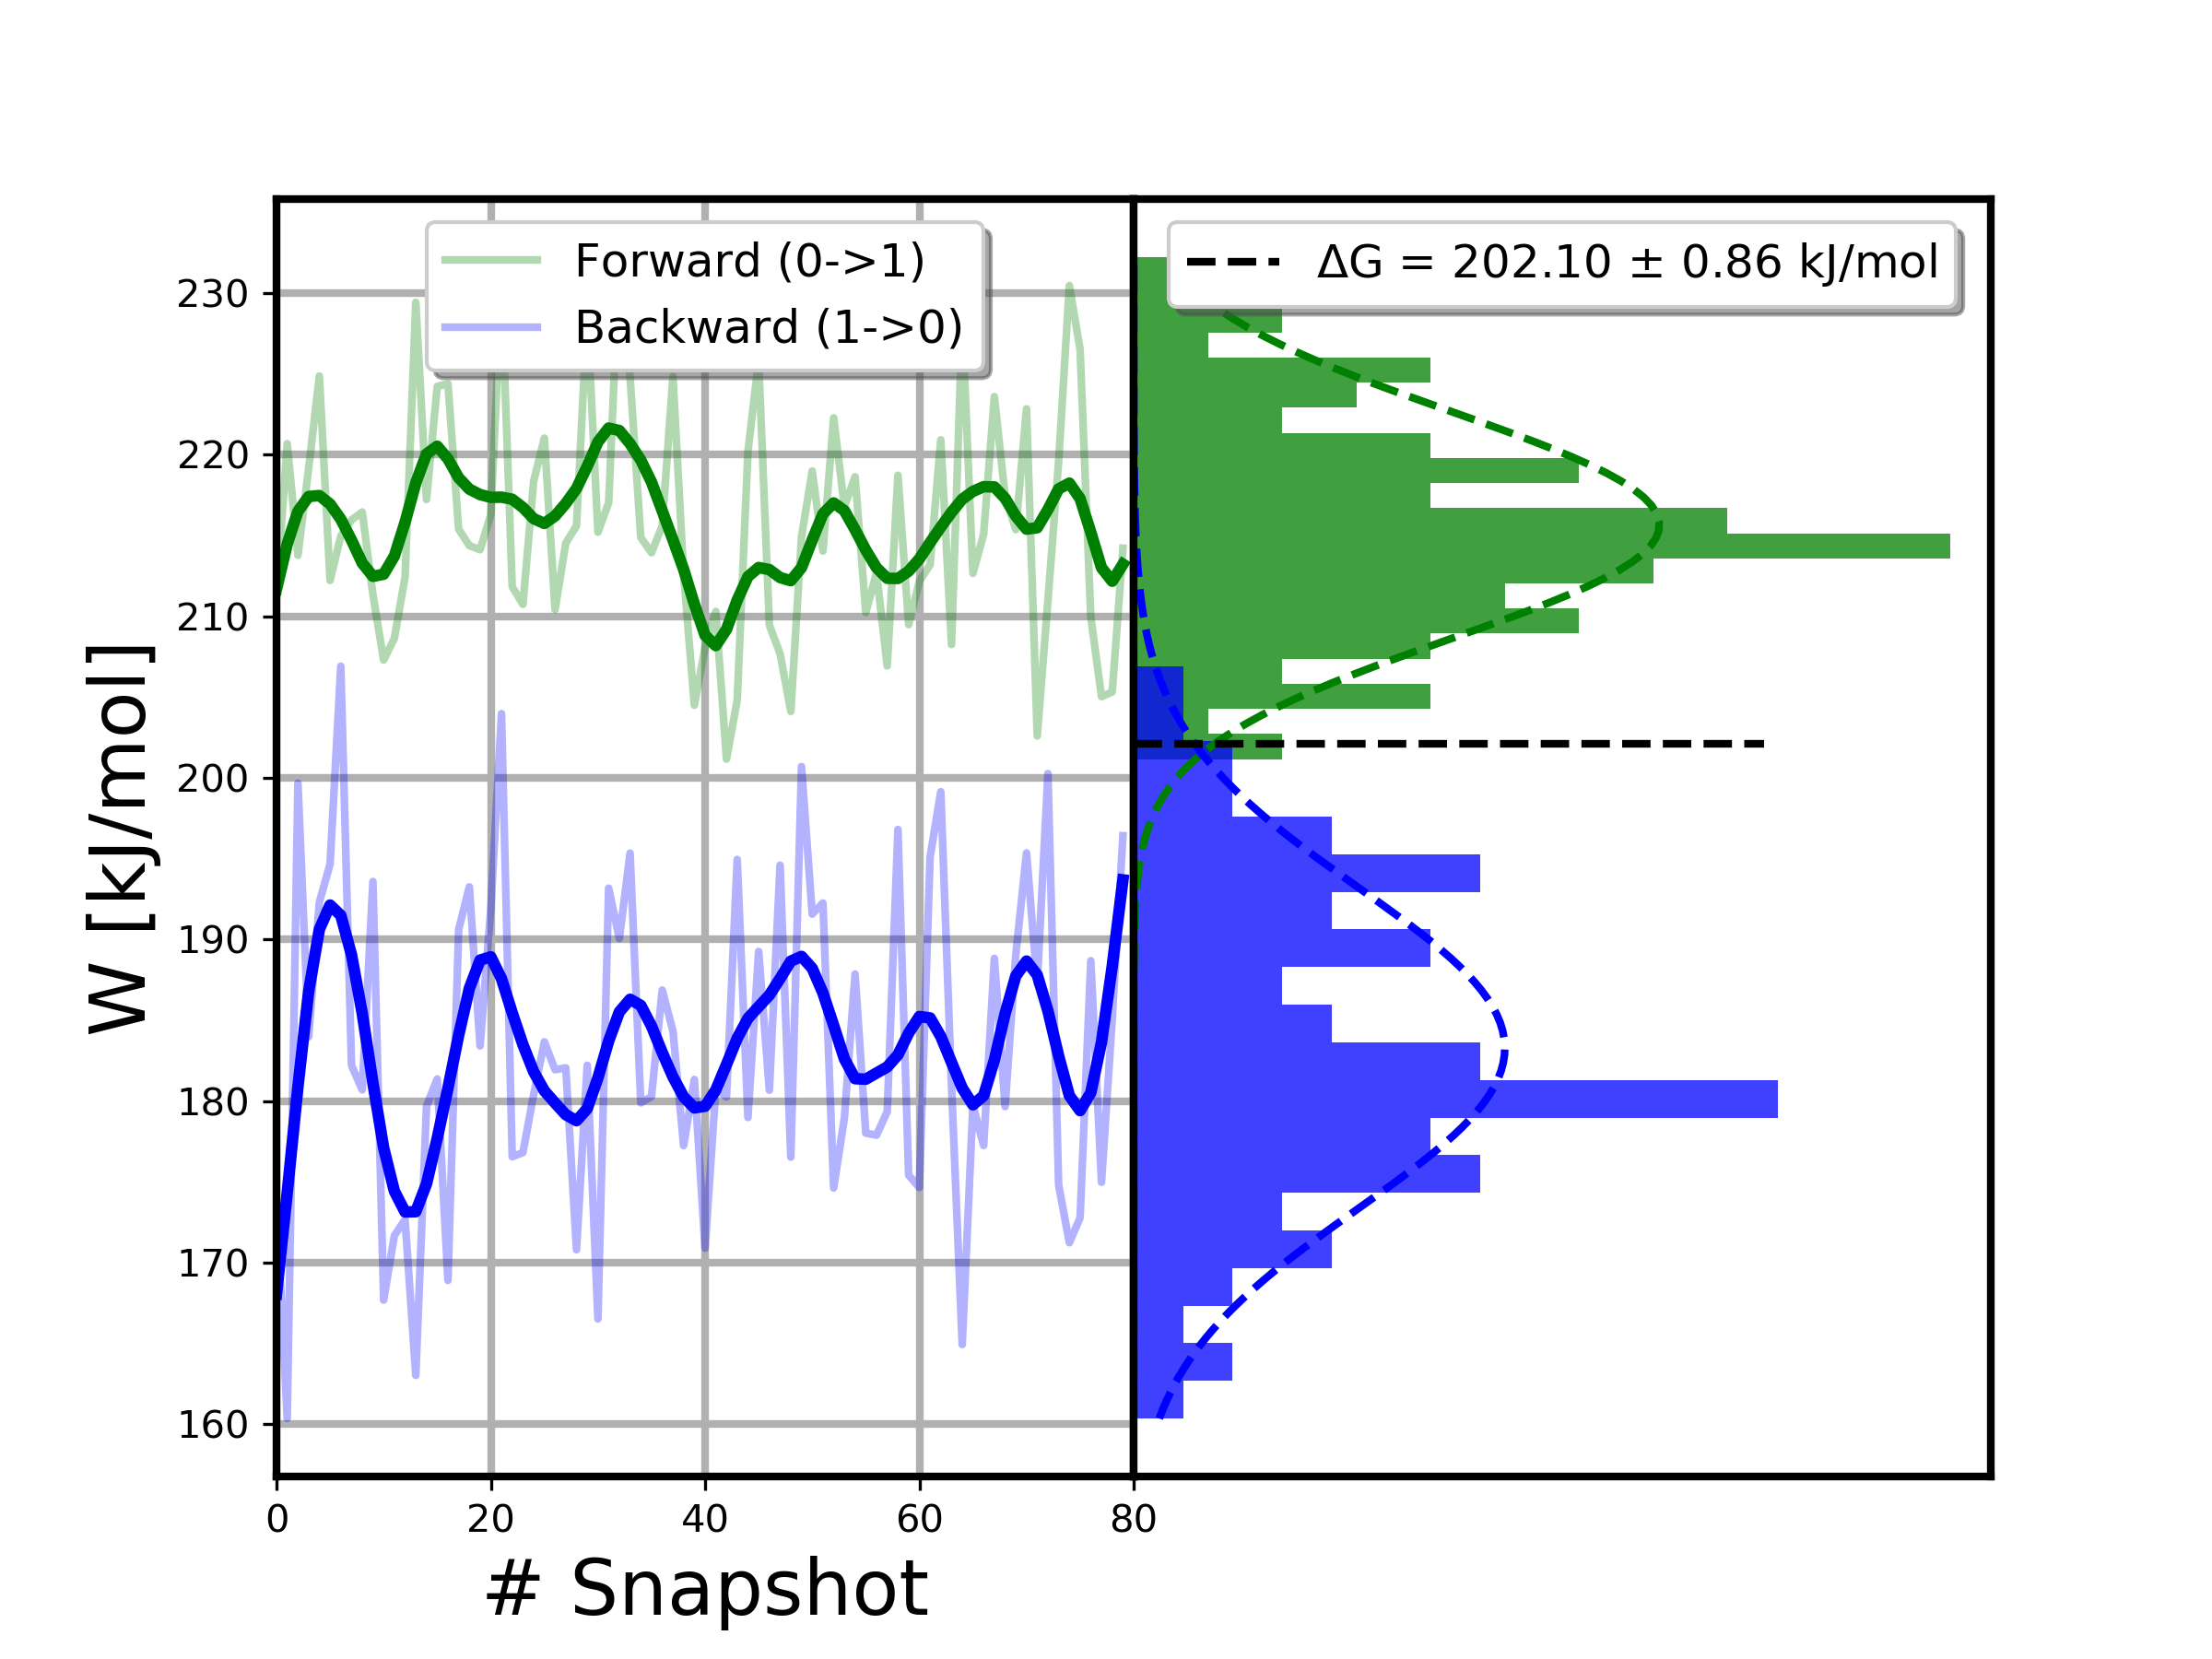 Forward (0->1)
Backward (1->0)
ΔG = 202.10 ± 0.86 kJ/mol
W [kJ/mol]
230
220
210
200
190
180
170
160
0 20 40 60 80
# Snapshot